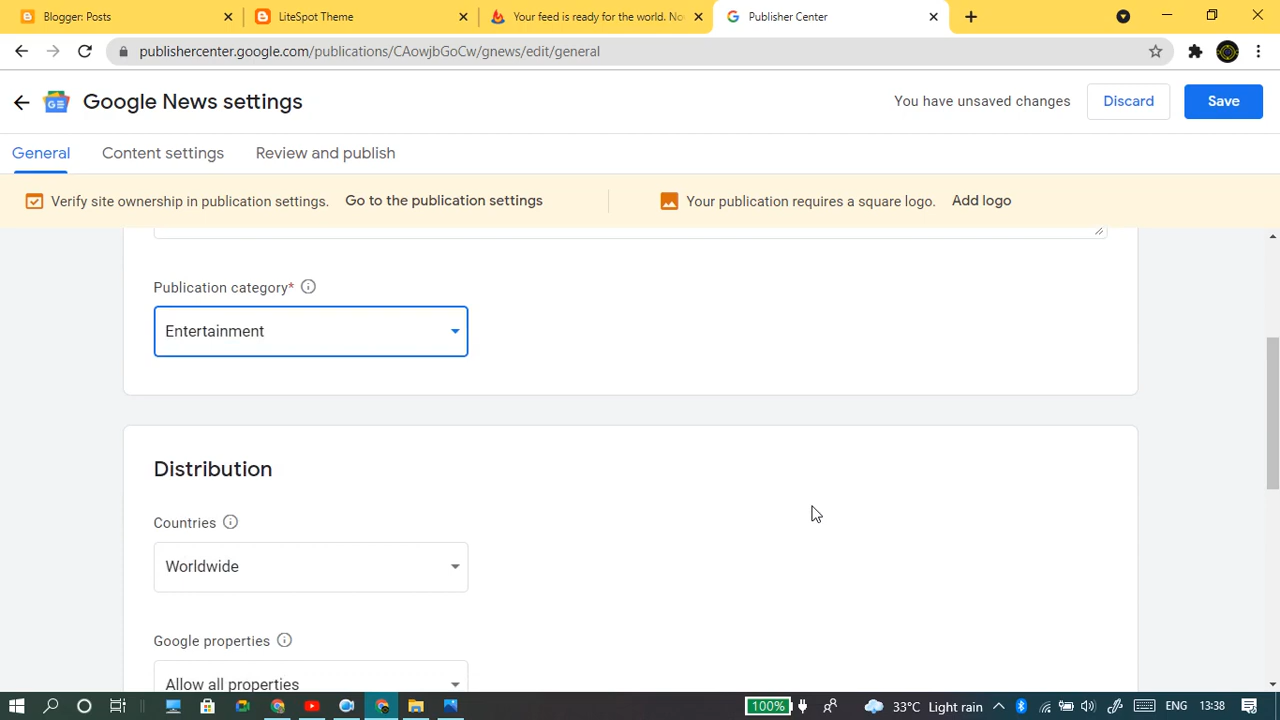 Blogger: Posts
LiteSpot Theme
Your feed is ready for the world. No
Publisher Center
publishercenter.google.com/publications/CAowjbGoCw/gnews/edit/general
Google News settings
You have unsaved changes
Discard
Save
General
Content settings
Review and publish
Verify site ownership in publication settings.
Go to the publication settings
Your publication requires a square logo.
Add logo
Publication category*
Entertainment
Distribution
Countries
Worldwide
Google properties
Allow all properties
100%
33°C Light rain
ENG
13:38